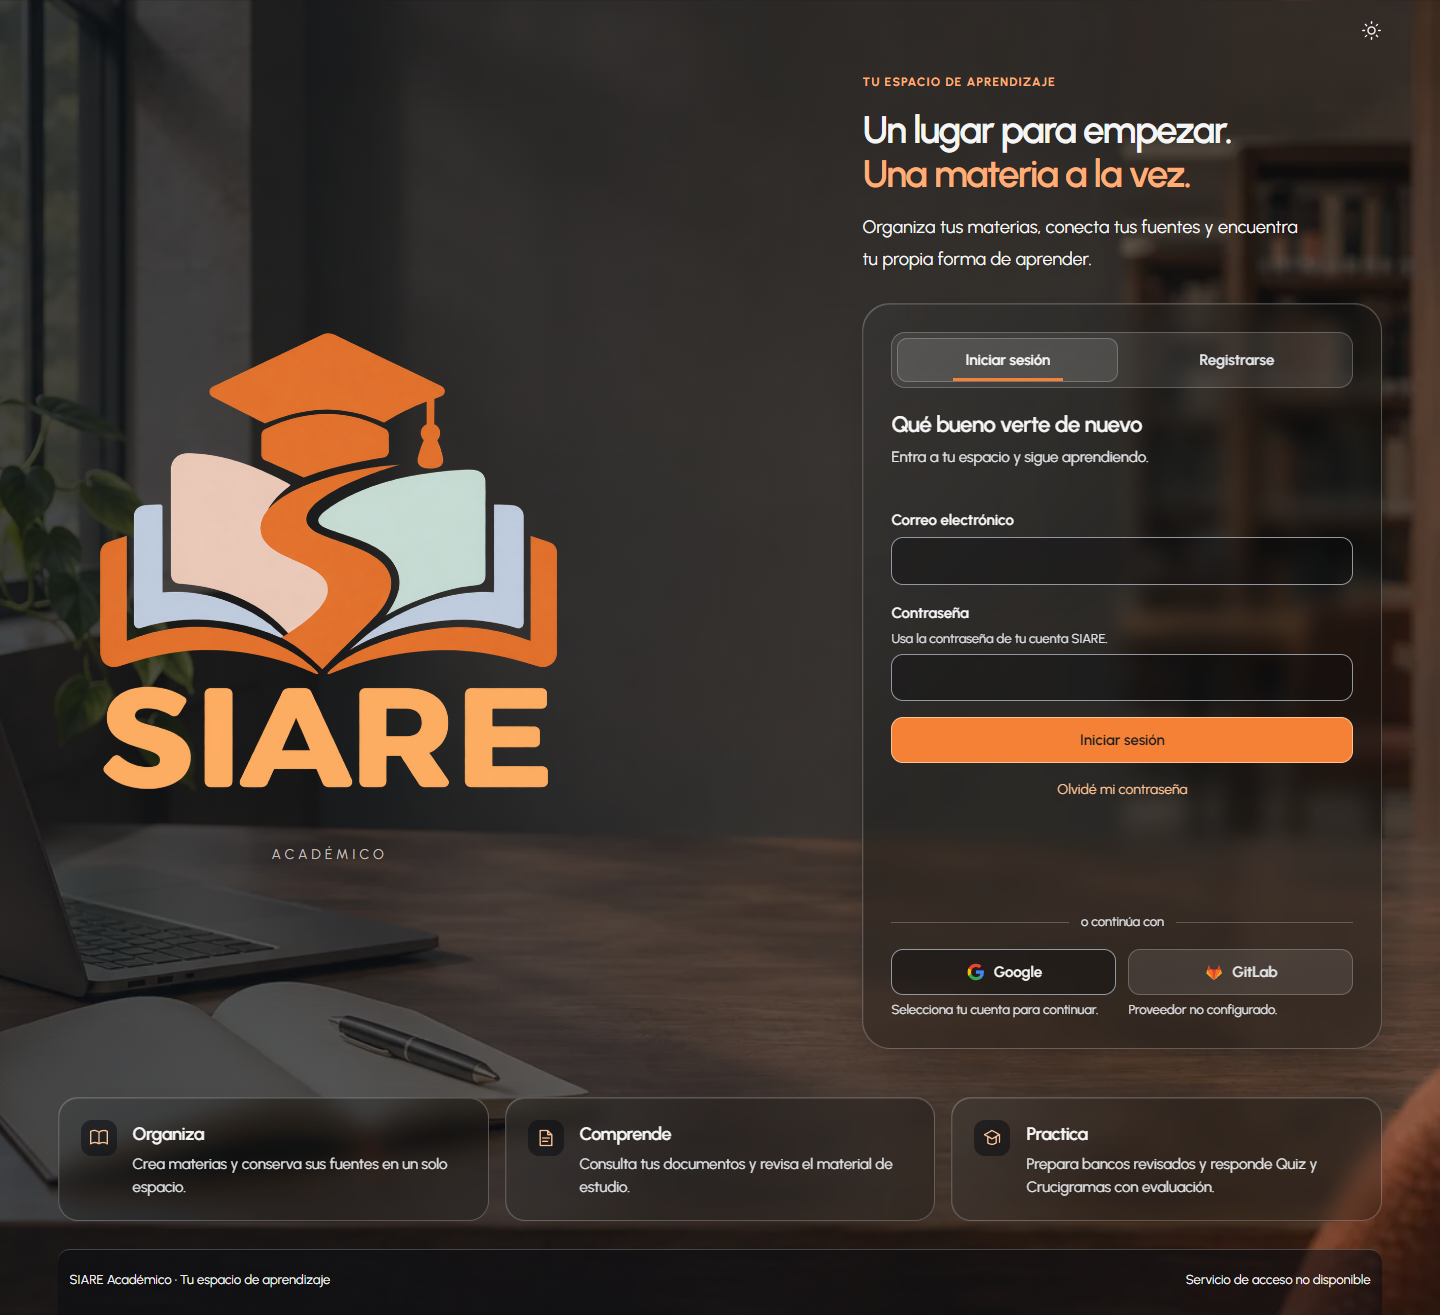 TU ESPACIO DE APRENDIZAJE
Un lugar para empezar.
Una materia a la vez.
Organiza tus materias, conecta tus fuentes y encuentra
tu propia forma de aprender.
SIARE
ACADÉMICO
Iniciar sesión
Registrarse
Qué bueno verte de nuevo
Entra a tu espacio y sigue aprendiendo.
Correo electrónico
Contraseña
Usa la contraseña de tu cuenta SIARE.
Iniciar sesión
Olvidé mi contraseña
o continúa con
Google
GitLab
Selecciona tu cuenta para continuar.
Proveedor no configurado.
Organiza
Crea materias y conserva sus fuentes en un solo
espacio.
Comprende
Consulta tus documentos y revisa el material de
estudio.
Practica
Prepara bancos revisados y responde Quiz y
Crucigramas con evaluación.
SIARE Académico · Tu espacio de aprendizaje
Servicio de acceso no disponible